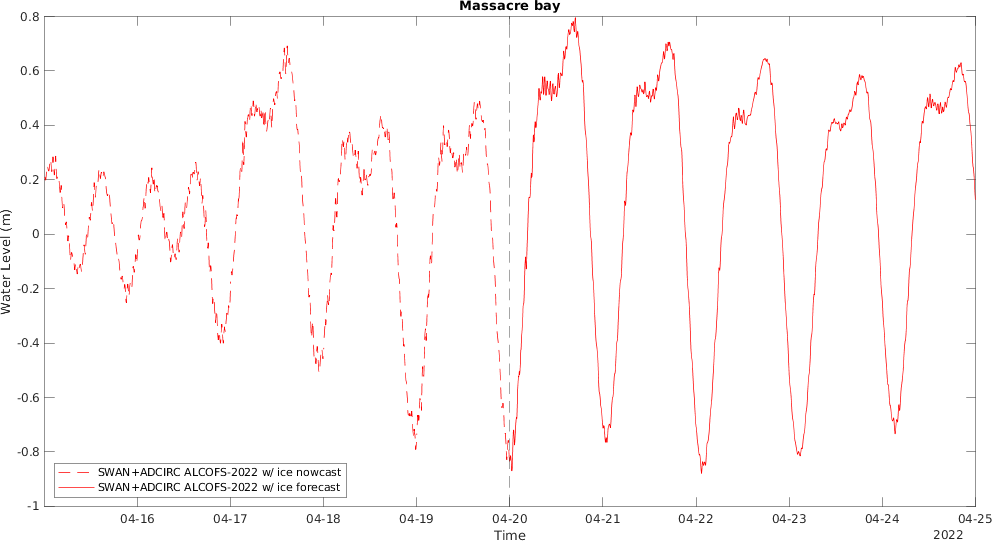 Massacre bay
0.8
0.6
0.4
0.2
0
-0.2
-0.4
-0.6
-0.8
-1
Water Level (m)
SWAN+ADCIRC ALCOFS-2022 w/ ice nowcast
SWAN+ADCIRC ALCOFS-2022 w/ ice forecast
04-16 04-17 04-18 04-19 04-20 04-21 04-22 04-23 04-24 04-25
Time
2022